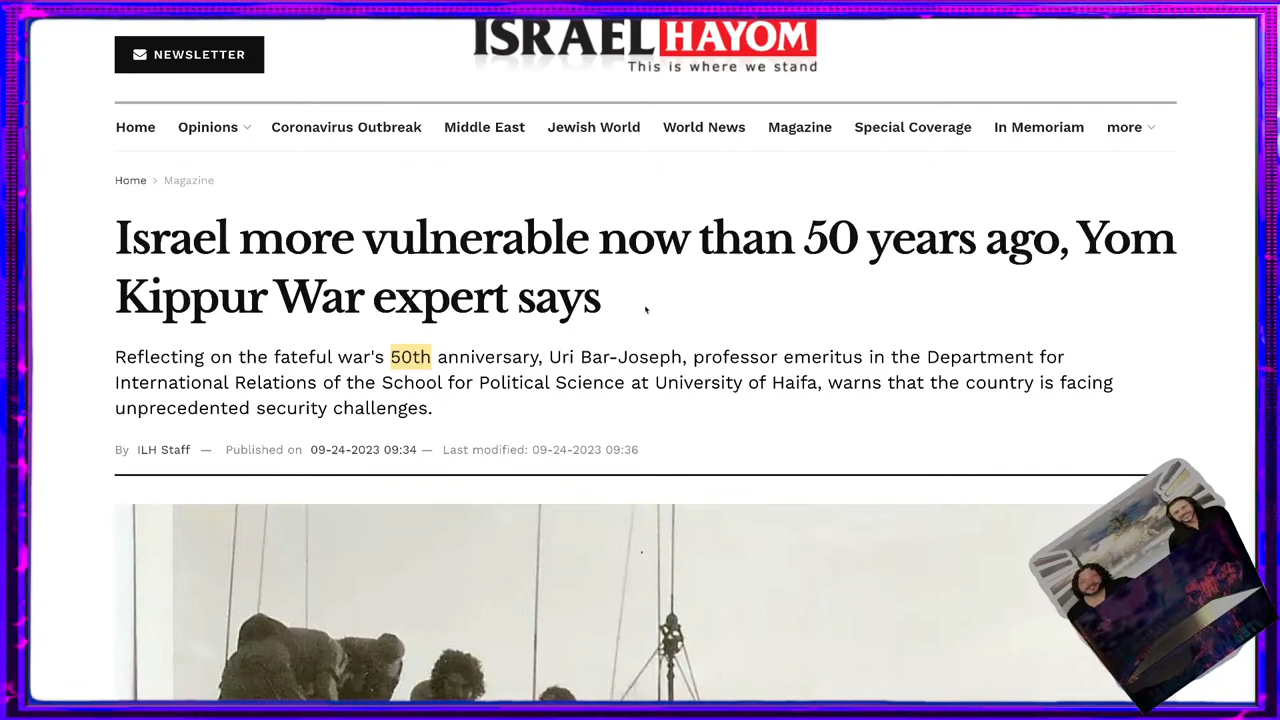 ISRAEL HAYOM
NEWSLETTER
This is where we stand
Home Opinions Coronavirus Outbreak Middle East Jewish World World News Magazine Special Coverage In Memoriam more
Home > Magazine
Israel more vulnerable now than 50 years ago, Yom
Kippur War expert says
Reflecting on the fateful war's 50th anniversary, Uri Bar-Joseph, professor emeritus in the Department for
International Relations of the School for Political Science at University of Haifa, warns that the country is facing
unprecedented security challenges.
By ILH Staff — Published on 09-24-2023 09:34 — Last modified: 09-24-2023 09:36